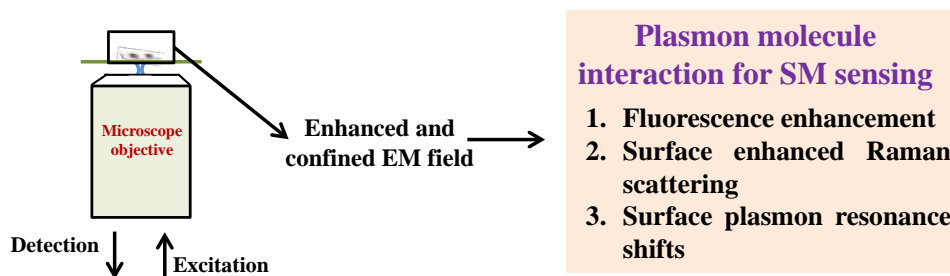 Microscope
objective
Detection
Excitation
Enhanced and
confined EM field
Plasmon molecule
interaction for SM sensing
1. Fluorescence enhancement
2. Surface enhanced Raman
scattering
3. Surface plasmon resonance
shifts